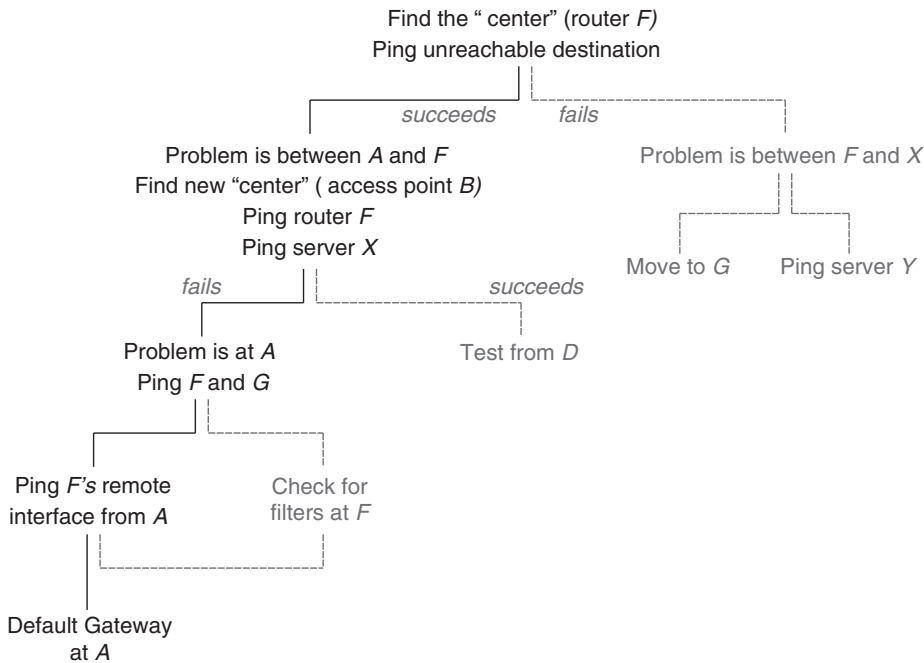 Find the “ center” (router F)
Ping unreachable destination
succeeds
fails
Problem is between A and F
Find new “center” ( access point B)
Ping router F
Ping server X
Problem is between F and X
Move to G
Ping server Y
fails
succeeds
Problem is at A
Ping F and G
Test from D
Ping F’s remote
interface from A
Check for
filters at F
Default Gateway
at A